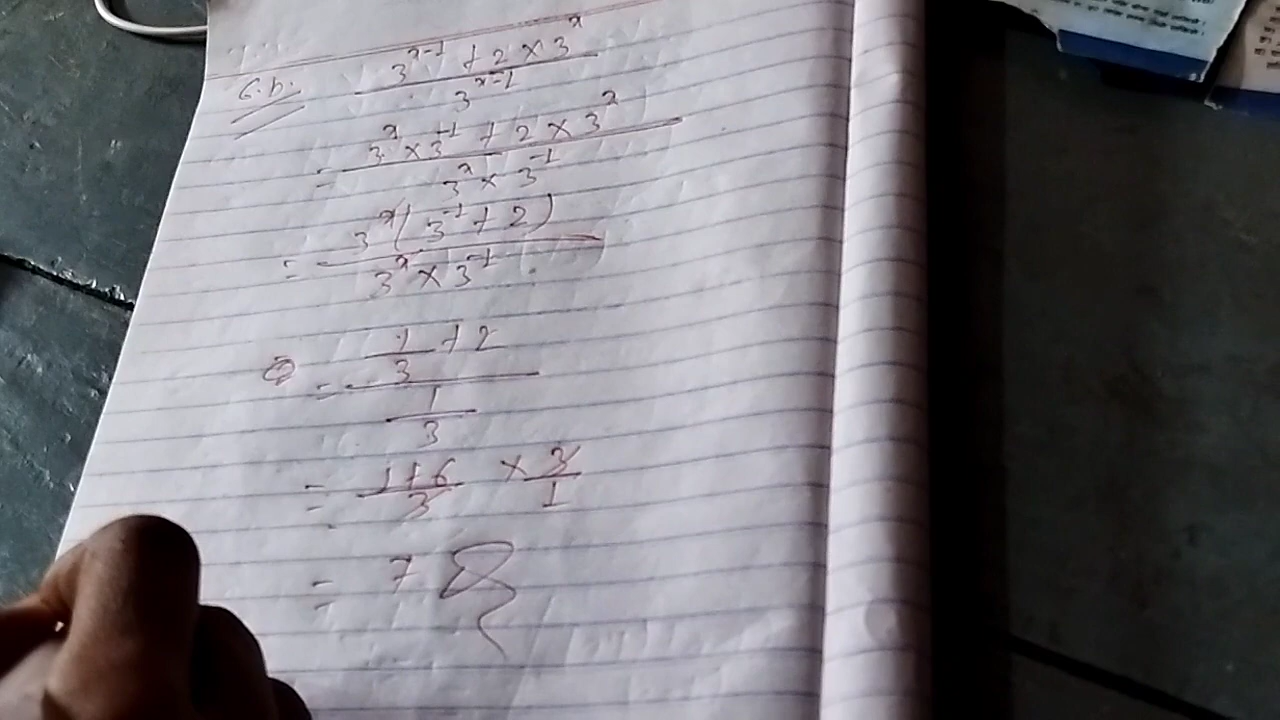 6.b. (3^(x-1) + 2 × 3^x) / 3^(x-1)
= (3^x × 3^-1 + 2 × 3^x) / (3^x × 3^-1)
= 3^x(3^-1 + 2) / (3^x × 3^-1)
= (1/3 + 2) / (1/3)
= (1+6)/3 × 3/1
= 7